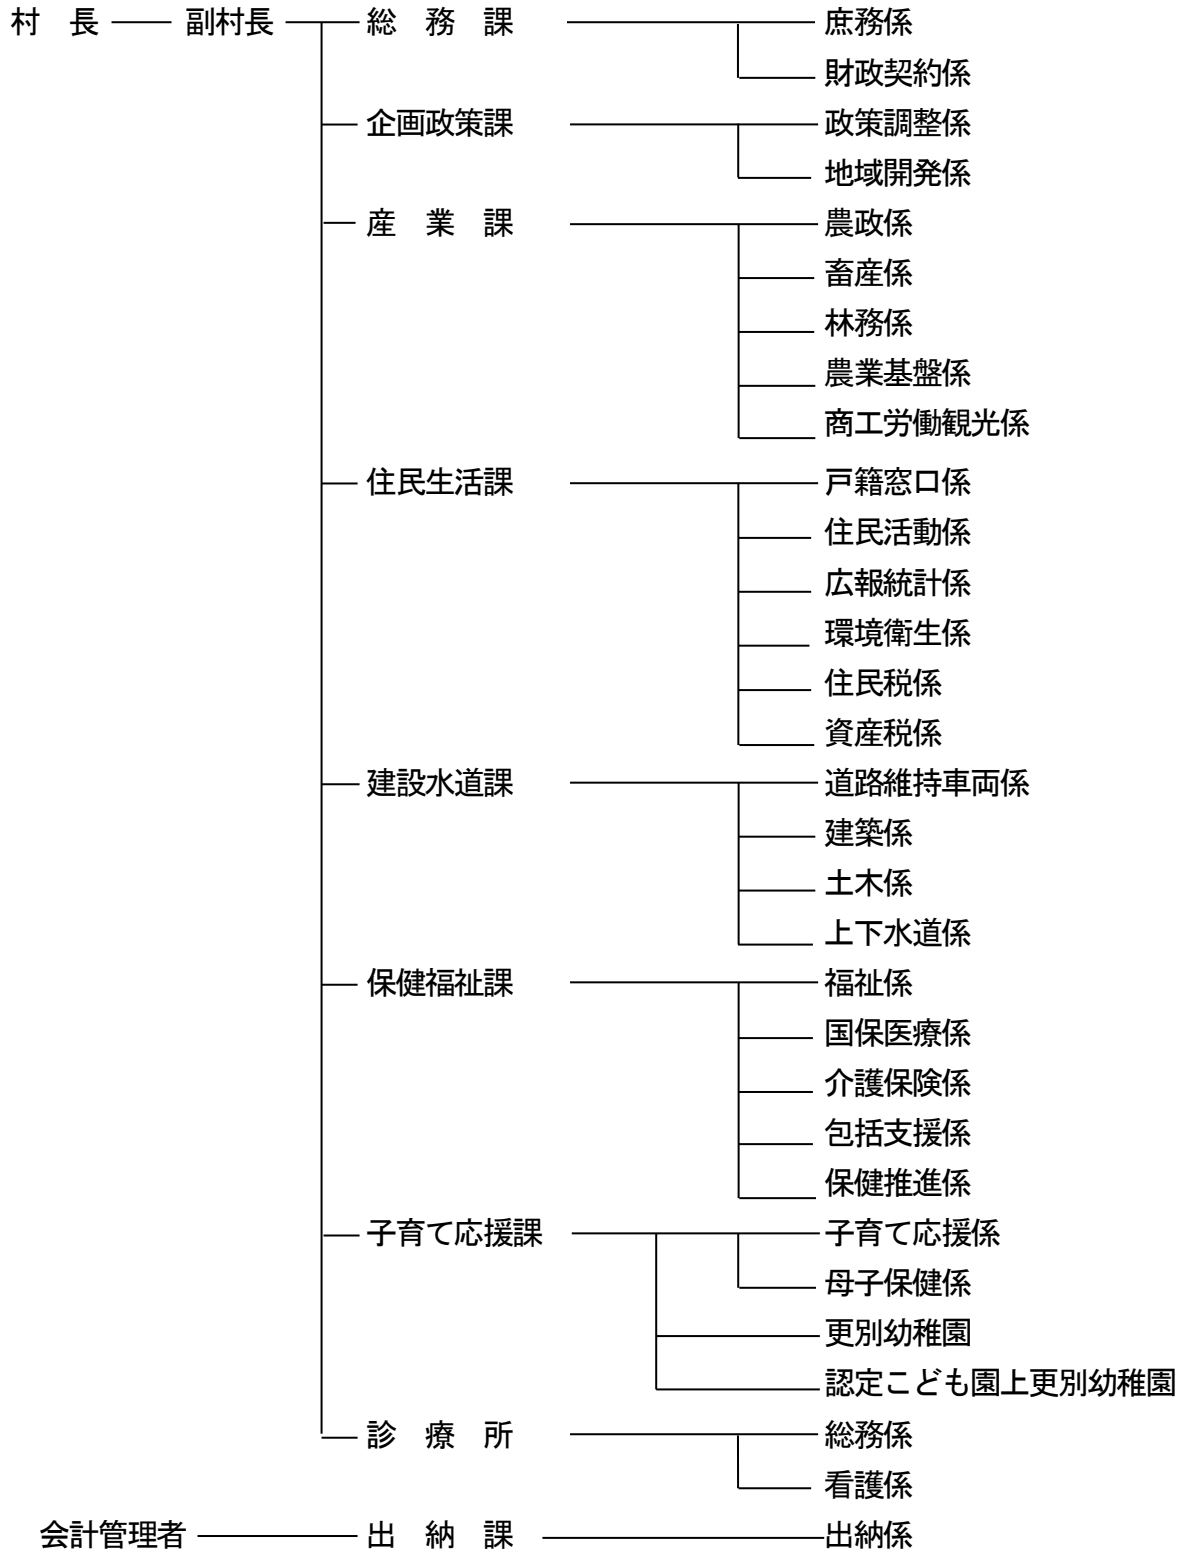 村　長 副村長 総　務　課 庶務係
財政契約係
企画政策課 政策調整係
地域開発係
産　業　課 農政係
畜産係
林務係
農業基盤係
商工労働観光係
住民生活課 戸籍窓口係
住民活動係
広報統計係
環境衛生係
住民税係
資産税係
建設水道課 道路維持車両係
建築係
土木係
上下水道係
保健福祉課 福祉係
国保医療係
介護保険係
包括支援係
保健推進係
子育て応援課 子育て応援係
母子保健係
更別幼稚園
認定こども園上更別幼稚園
診　療　所 総務係
看護係
会計管理者 出　納　課 出納係